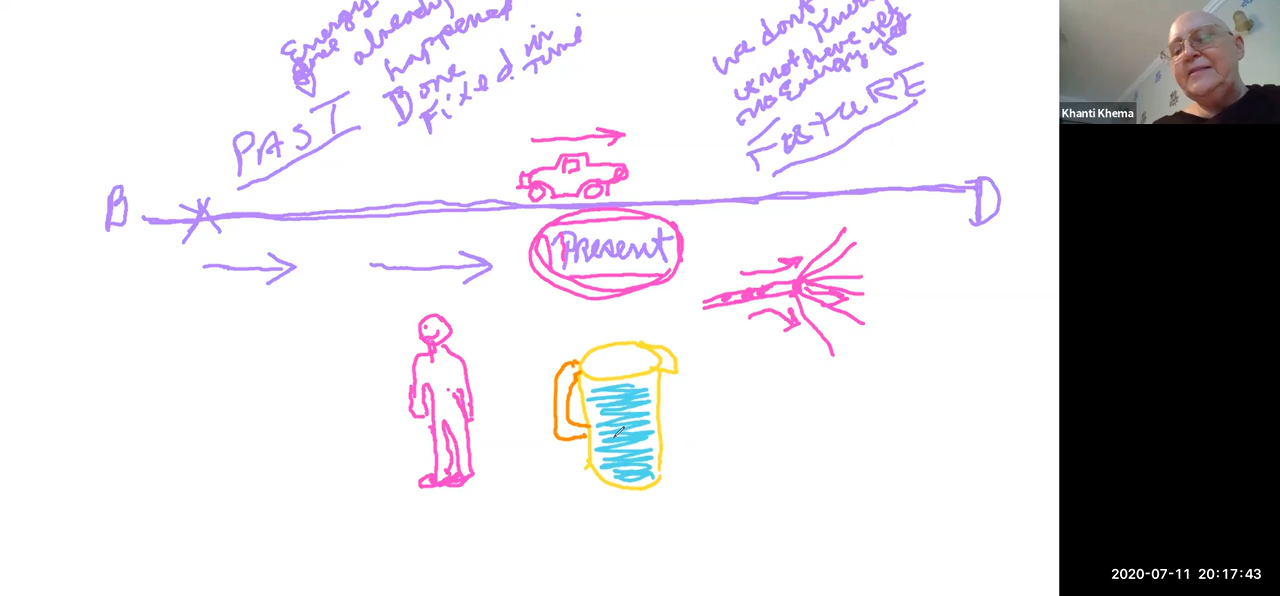 Energy
already
happened
Done
Fixed in
Time
PAST
we don't
know
is not here yet
no Energy yet
FUTURE
B
D
Present
Khanti Khema
2020-07-11 20:17:43